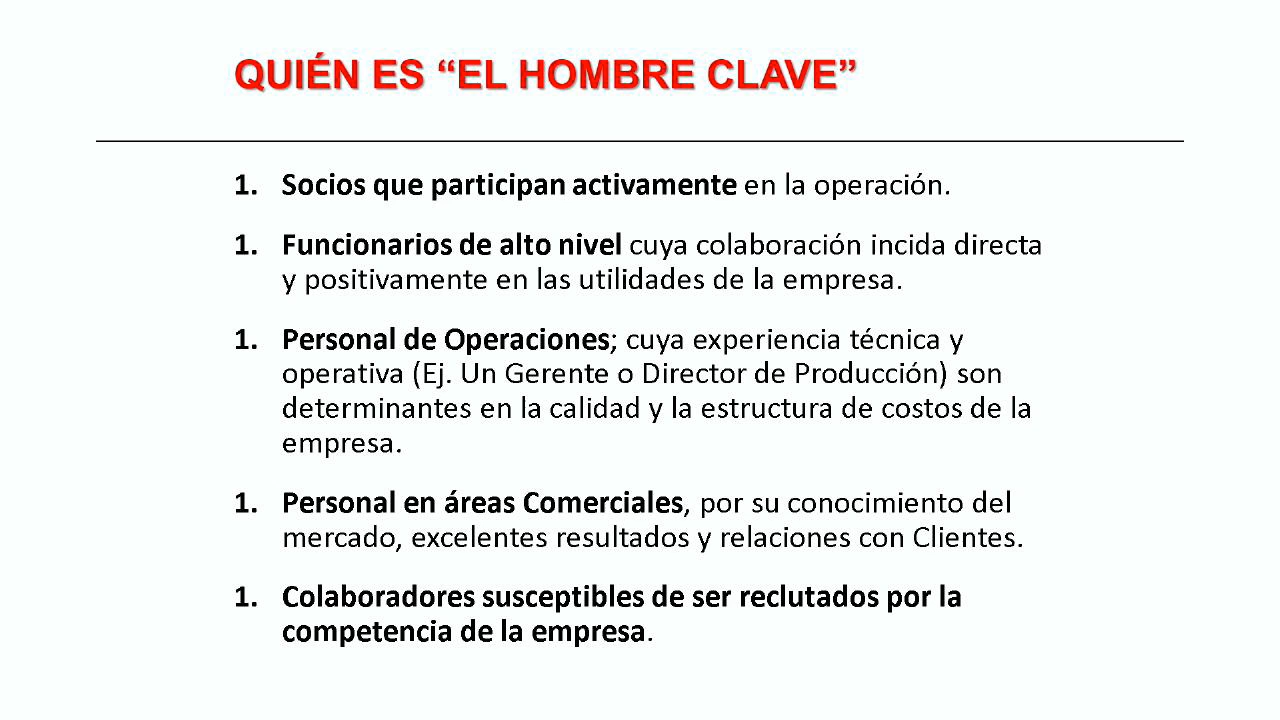 QUIÉN ES “EL HOMBRE CLAVE”
1. Socios que participan activamente en la operación.
1. Funcionarios de alto nivel cuya colaboración incida directa
y positivamente en las utilidades de la empresa.
1. Personal de Operaciones; cuya experiencia técnica y
operativa (Ej. Un Gerente o Director de Producción) son
determinantes en la calidad y la estructura de costos de la
empresa.
1. Personal en áreas Comerciales, por su conocimiento del
mercado, excelentes resultados y relaciones con Clientes.
1. Colaboradores susceptibles de ser reclutados por la
competencia de la empresa.